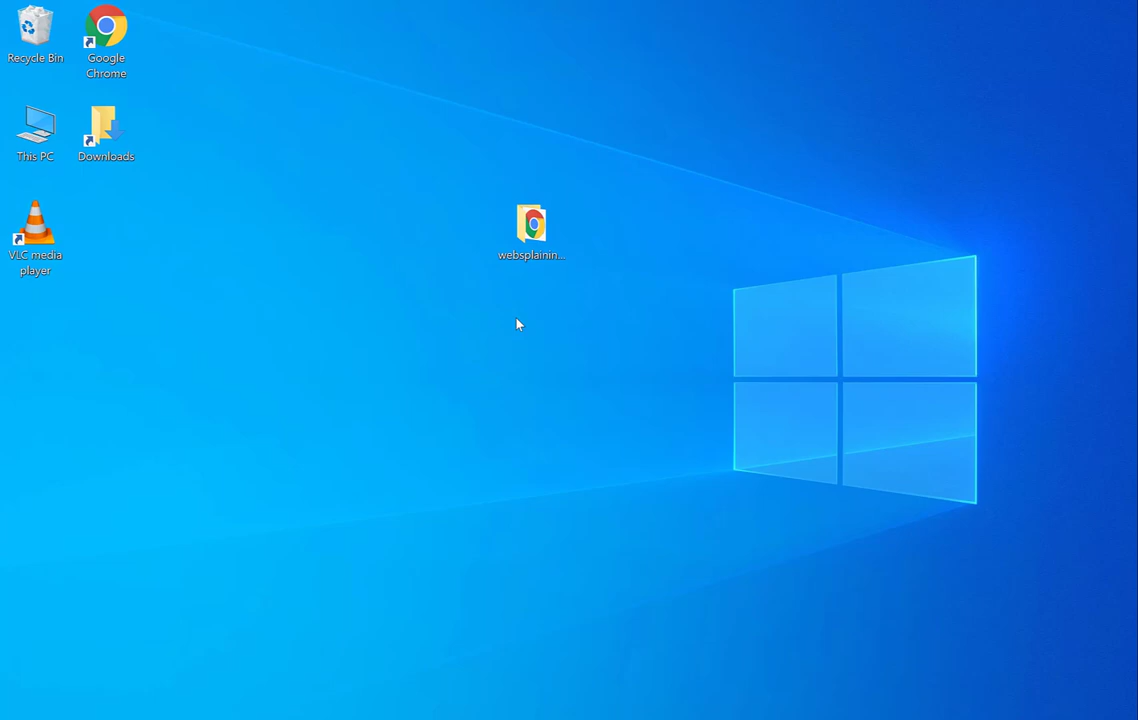 Recycle Bin
Google
Chrome
This PC
Downloads
VLC media
player
websplainin...